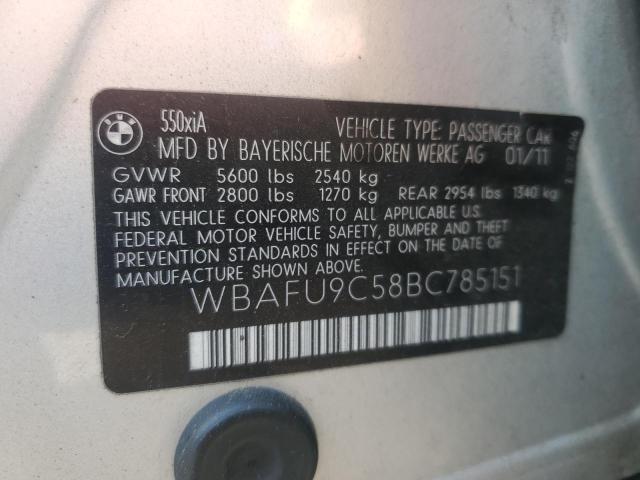 BMW
550xiA
VEHICLE TYPE: PASSENGER CAR
MFD BY BAYERISCHE MOTOREN WERKE AG 01/11
GVWR 5600 lbs 2540 kg
GAWR FRONT 2800 lbs 1270 kg REAR 2954 lbs 1340 kg
THIS VEHICLE CONFORMS TO ALL APPLICABLE U.S.
FEDERAL MOTOR VEHICLE SAFETY, BUMPER AND THEFT
PREVENTION STANDARDS IN EFFECT ON THE DATE OF
MANUFACTURE SHOWN ABOVE.
WBAFU9C58BC785151